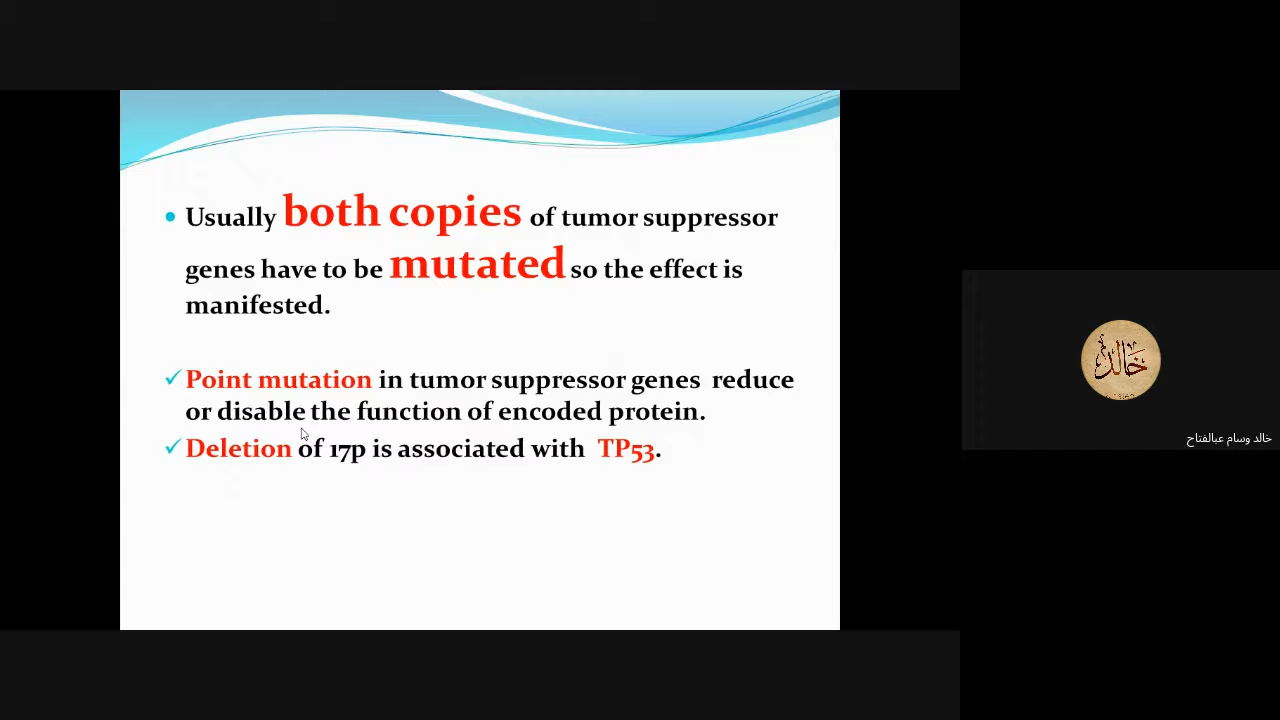 Usually both copies of tumor suppressor
genes have to be mutated so the effect is
manifested.
Point mutation in tumor suppressor genes reduce
or disable the function of encoded protein.
Deletion of 17p is associated with TP53.
خالد
خالد وسام عبالفتاح